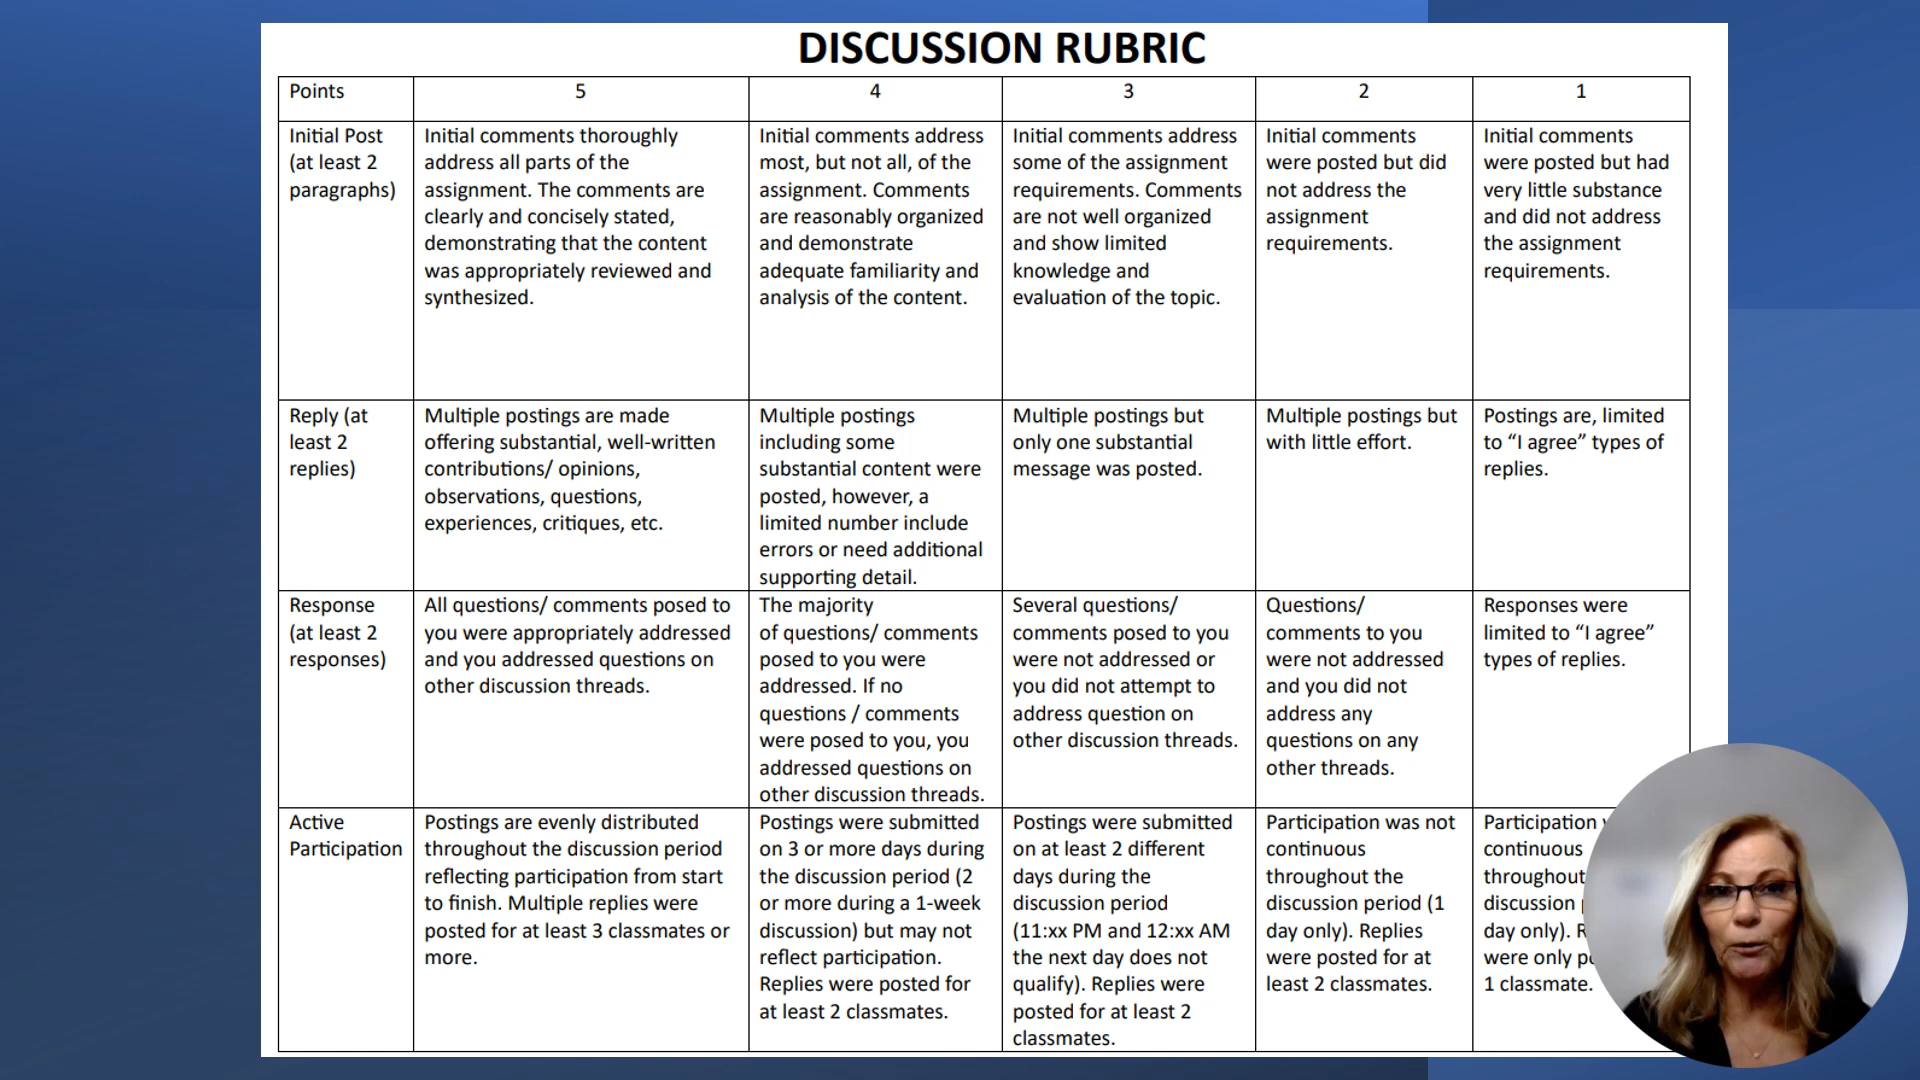 DISCUSSION RUBRIC
Points
5
4
3
2
1
Initial Post
(at least 2
paragraphs)
Initial comments thoroughly
address all parts of the
assignment. The comments are
clearly and concisely stated,
demonstrating that the content
was appropriately reviewed and
synthesized.
Initial comments address
most, but not all, of the
assignment. Comments
are reasonably organized
and demonstrate
adequate familiarity and
analysis of the content.
Initial comments address
some of the assignment
requirements. Comments
are not well organized
and show limited
knowledge and
evaluation of the topic.
Initial comments
were posted but did
not address the
assignment
requirements.
Initial comments
were posted but had
very little substance
and did not address
the assignment
requirements.
Reply (at
least 2
replies)
Multiple postings are made
offering substantial, well-written
contributions/ opinions,
observations, questions,
experiences, critiques, etc.
Multiple postings
including some
substantial content were
posted, however, a
limited number include
errors or need additional
supporting detail.
Multiple postings but
only one substantial
message was posted.
Multiple postings but
with little effort.
Postings are, limited
to “I agree” types of
replies.
Response
(at least 2
responses)
All questions/ comments posed to
you were appropriately addressed
and you addressed questions on
other discussion threads.
The majority
of questions/ comments
posed to you were
addressed. If no
questions / comments
were posed to you, you
addressed questions on
other discussion threads.
Several questions/
comments posed to you
were not addressed or
you did not attempt to
address question on
other discussion threads.
Questions/
comments to you
were not addressed
and you did not
address any
questions on any
other threads.
Responses were
limited to “I agree”
types of replies.
Active
Participation
Postings are evenly distributed
throughout the discussion period
reflecting participation from start
to finish. Multiple replies were
posted for at least 3 classmates or
more.
Postings were submitted
on 3 or more days during
the discussion period (2
or more during a 1-week
discussion) but may not
reflect participation.
Replies were posted for
at least 2 classmates.
Postings were submitted
on at least 2 different
days during the
discussion period
(11:xx PM and 12:xx AM
the next day does not
qualify). Replies were
posted for at least 2
classmates.
Participation was not
continuous
throughout the
discussion period (1
day only). Replies
were posted for at
least 2 classmates.
Participation
continuous
throughout
discussion
day only).
were only
1 classmate.